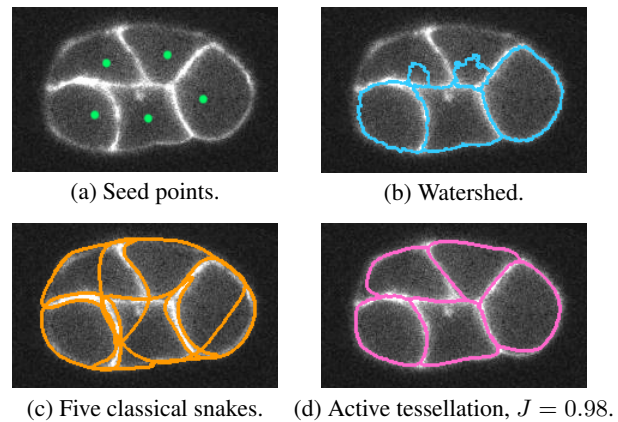 (a) Seed points.
(b) Watershed.
(c) Five classical snakes.
(d) Active tessellation, J = 0.98.